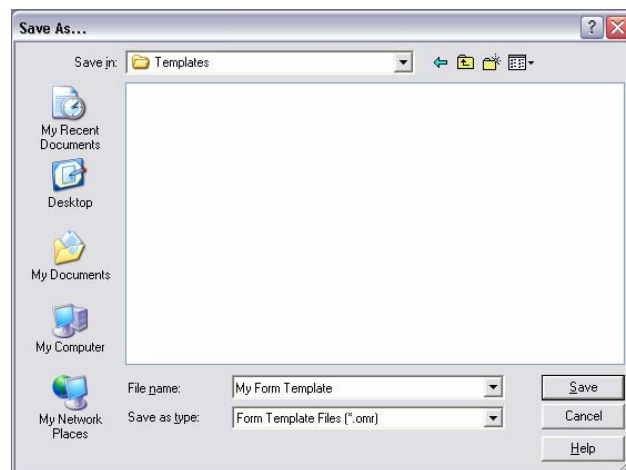 Save As...
Save in: Templates
My Recent
Documents
Desktop
My Documents
My Computer
My Network
Places
File name: My Form Template
Save as type: Form Template Files (*.omr)
Save
Cancel
Help